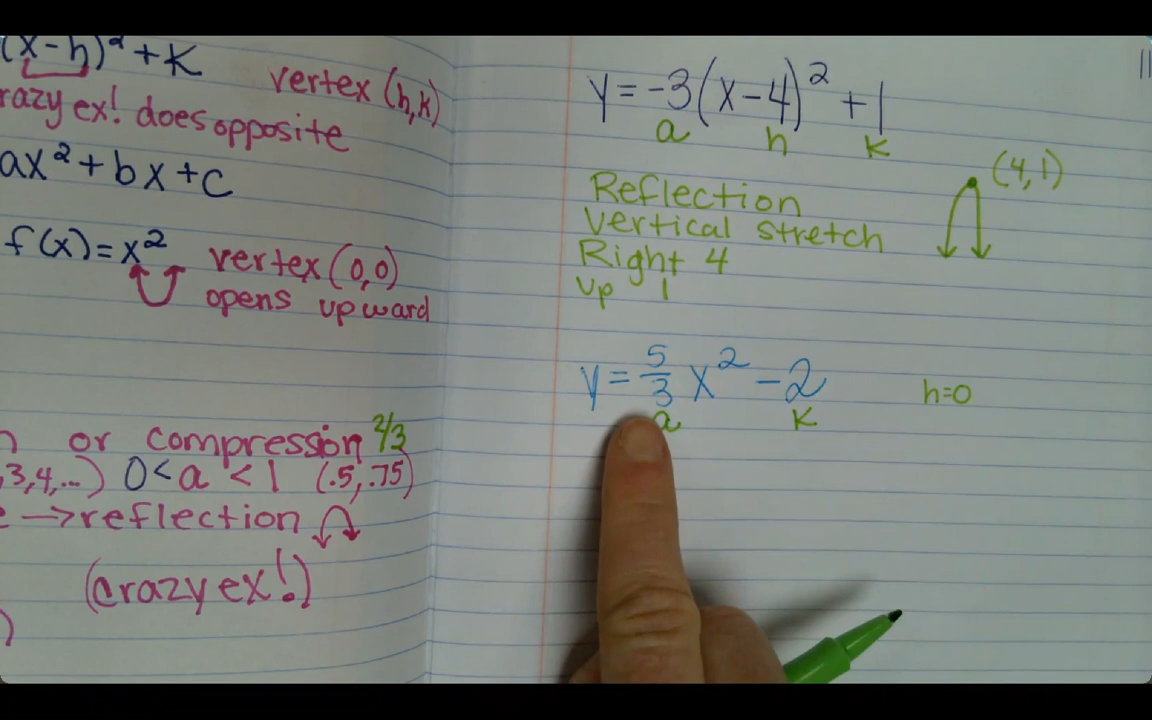 (x-h)² + K
vertex (h,k)
razy ex! does opposite
ax² + bx + c
f(x) = x²
vertex (0,0)
opens upward
or compression 2/3
,3,4,...) 0 < a < 1 (.5, .75)
e → reflection
(crazy ex!)
)
y = -3(x-4)² + 1
a h k
(4,1)
Reflection
vertical stretch
Right 4
up 1
y = 5/3 x² - 2
h=0
a k